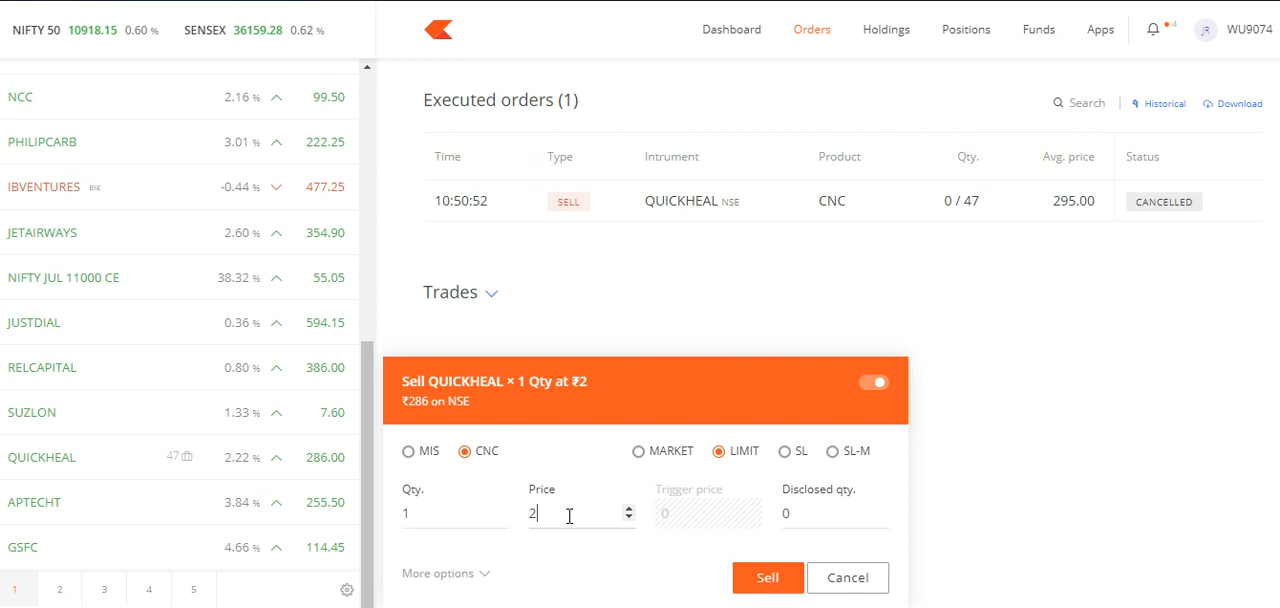 NIFTY 50 10918.15 0.60 % SENSEX 36159.28 0.62 %
Dashboard Orders Holdings Positions Funds Apps 4 JR WU9074
NCC 2.16 % 99.50
PHILIPCARB 3.01 % 222.25
IBVENTURES BSE -0.44 % 477.25
JETAIRWAYS 2.60 % 354.90
NIFTY JUL 11000 CE 38.32 % 55.05
JUSTDIAL 0.36 % 594.15
RELCAPITAL 0.80 % 386.00
SUZLON 1.33 % 7.60
QUICKHEAL 47 2.22 % 286.00
APTECHT 3.84 % 255.50
GSFC 4.66 % 114.45
1 2 3 4 5
Executed orders (1)
Search Historical Download
Time Type Intrument Product Qty. Avg. price Status
10:50:52 SELL QUICKHEAL NSE CNC 0 / 47 295.00 CANCELLED
Trades
Sell QUICKHEAL × 1 Qty at ₹2
₹286 on NSE
MIS CNC MARKET LIMIT SL SL-M
Qty. Price Trigger price Disclosed qty.
1 2 0 0
More options Sell Cancel